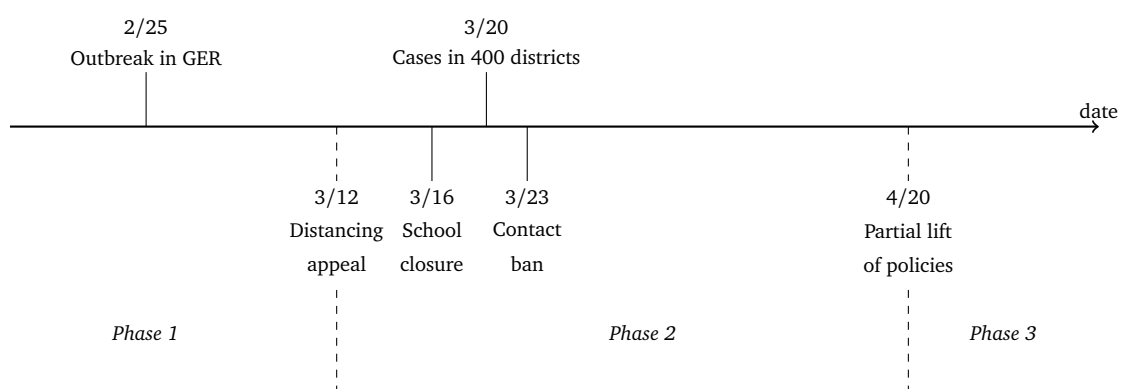 2/25
Outbreak in GER
3/20
Cases in 400 districts
date
3/12
Distancing
appeal
3/16
School
closure
3/23
Contact
ban
4/20
Partial lift
of policies
Phase 1
Phase 2
Phase 3